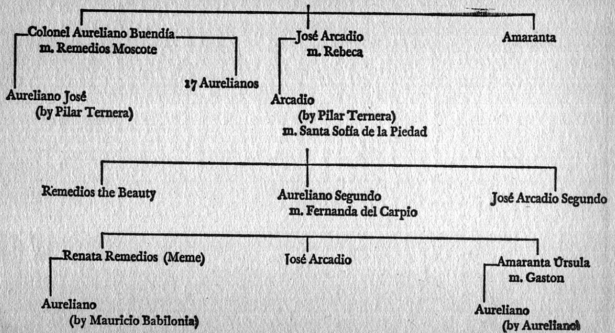 Colonel Aureliano Buendía
m. Remedios Moscote
José Arcadio
m. Rebeca
Amaranta
17 Aurelianos
Aureliano José
(by Pilar Ternera)
Arcadio
(by Pilar Ternera)
m. Santa Sofía de la Piedad
Remedios the Beauty
Aureliano Segundo
m. Fernanda del Carpio
José Arcadio Segundo
Renata Remedios (Meme)
José Arcadio
Amaranta Úrsula
m. Gaston
Aureliano
(by Mauricio Babilonia)
Aureliano
(by Aureliano)